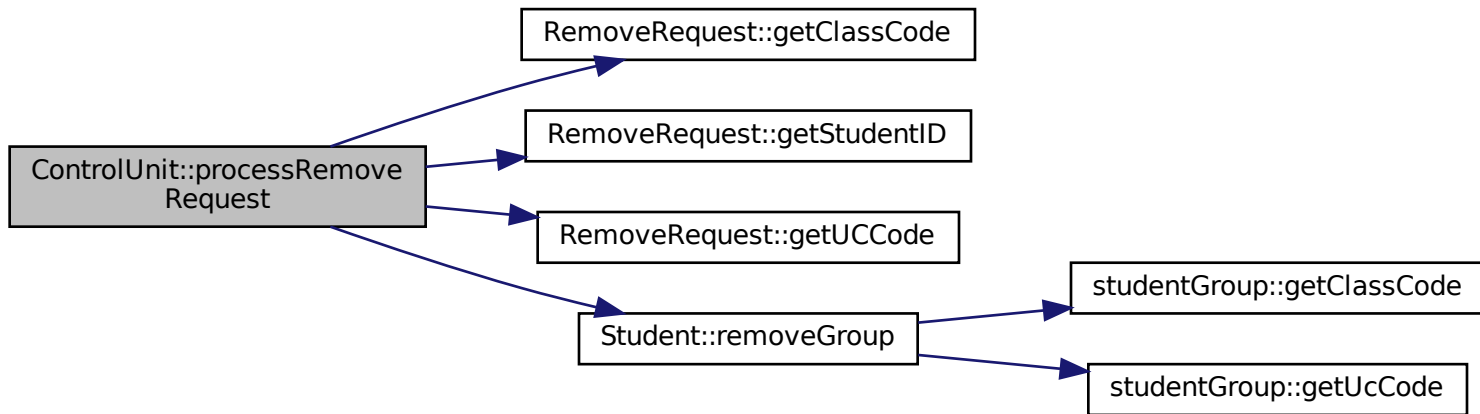 RemoveRequest::getClassCode
RemoveRequest::getStudentID
ControlUnit::processRemove
Request
RemoveRequest::getUCCode
studentGroup::getClassCode
Student::removeGroup
studentGroup::getUcCode